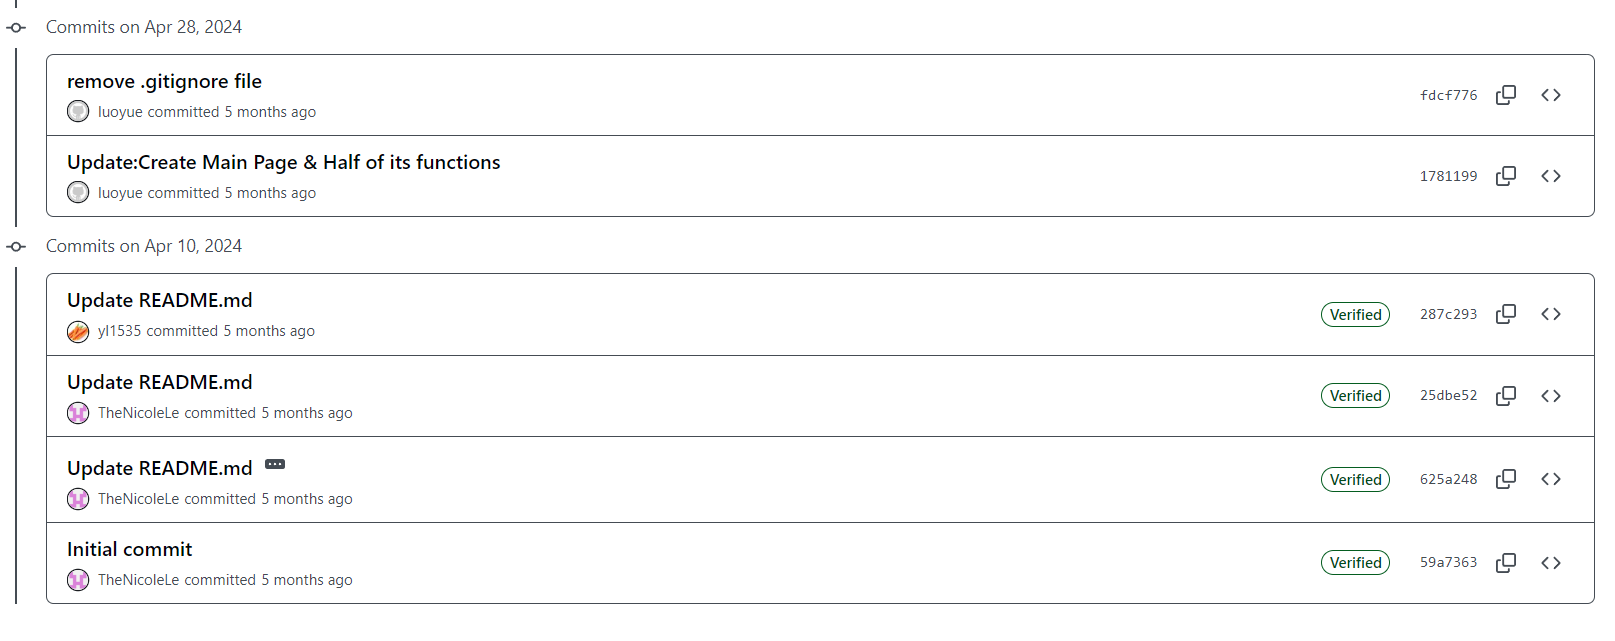 Commits on Apr 28, 2024
remove .gitignore file
luoyue committed 5 months ago
fdcf776
Update:Create Main Page & Half of its functions
luoyue committed 5 months ago
1781199
Commits on Apr 10, 2024
Update README.md
yl1535 committed 5 months ago
Verified 287c293
Update README.md
TheNicoleLe committed 5 months ago
Verified 25dbe52
Update README.md
TheNicoleLe committed 5 months ago
Verified 625a248
Initial commit
TheNicoleLe committed 5 months ago
Verified 59a7363